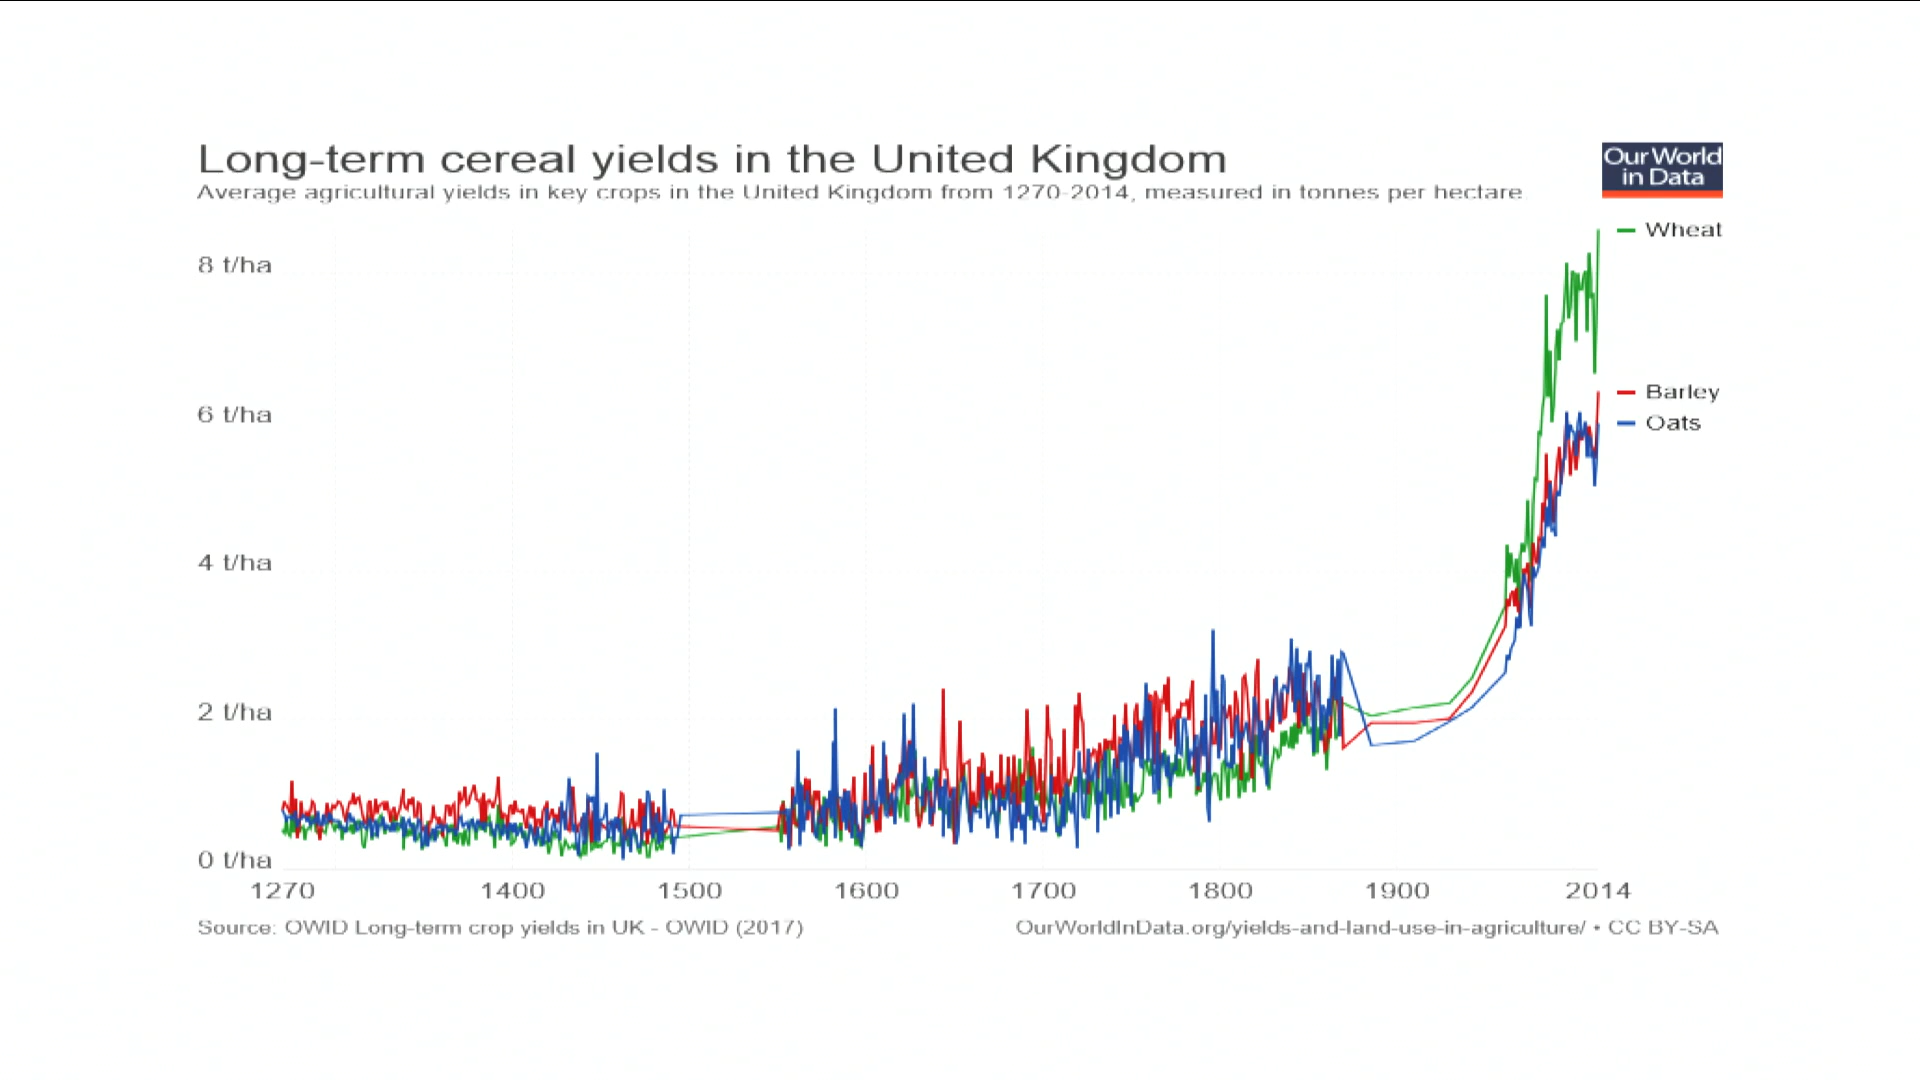 Long-term cereal yields in the United Kingdom
Average agricultural yields in key crops in the United Kingdom from 1270-2014, measured in tonnes per hectare.
Our World
in Data
Wheat
8 t/ha
Barley
6 t/ha
Oats
4 t/ha
2 t/ha
0 t/ha
1270 1400 1500 1600 1700 1800 1900 2014
Source: OWID Long-term crop yields in UK - OWID (2017)
OurWorldInData.org/yields-and-land-use-in-agriculture/ • CC BY-SA